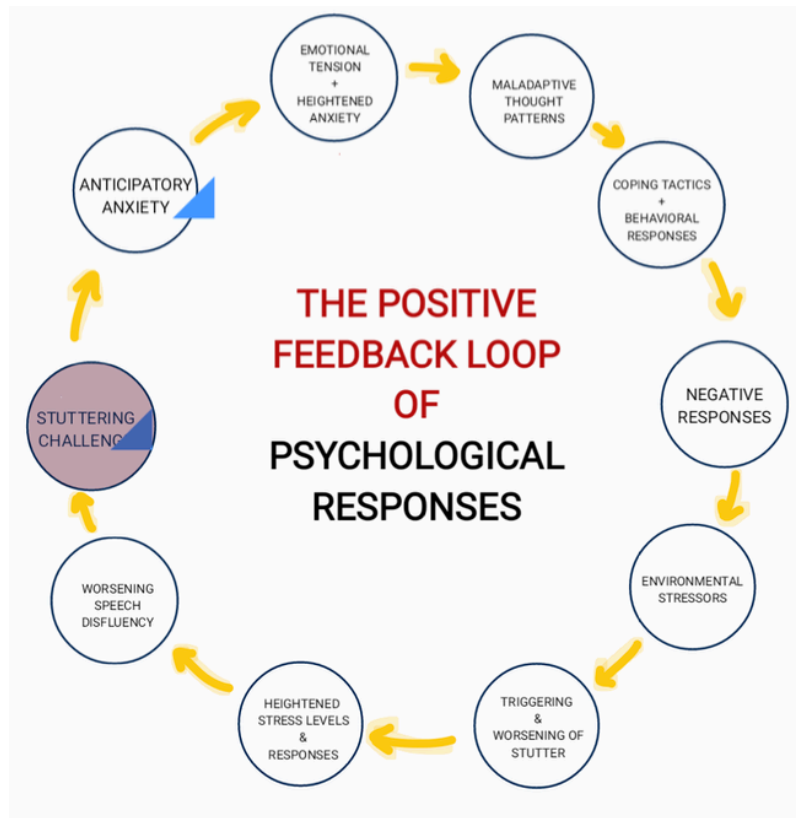 THE POSITIVE
FEEDBACK LOOP
OF
PSYCHOLOGICAL
RESPONSES
EMOTIONAL
TENSION
+
HEIGHTENED
ANXIETY
MALADAPTIVE
THOUGHT
PATTERNS
COPING TACTICS
+
BEHAVIORAL
RESPONSES
NEGATIVE
RESPONSES
ENVIRONMENTAL
STRESSORS
TRIGGERING
&
WORSENING OF
STUTTER
HEIGHTENED
STRESS LEVELS
&
RESPONSES
WORSENING
SPEECH
DISFLUENCY
STUTTERING
ANTICIPATORY
ANXIETY